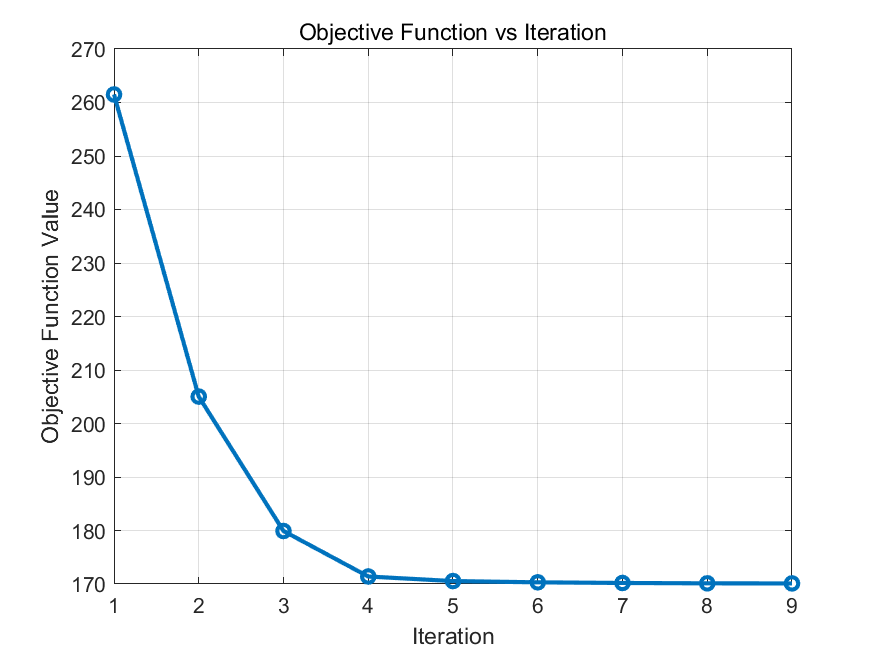 Objective Function vs Iteration
270
260
250
240
230
220
210
200
190
180
170
Objective Function Value
1 2 3 4 5 6 7 8 9
Iteration